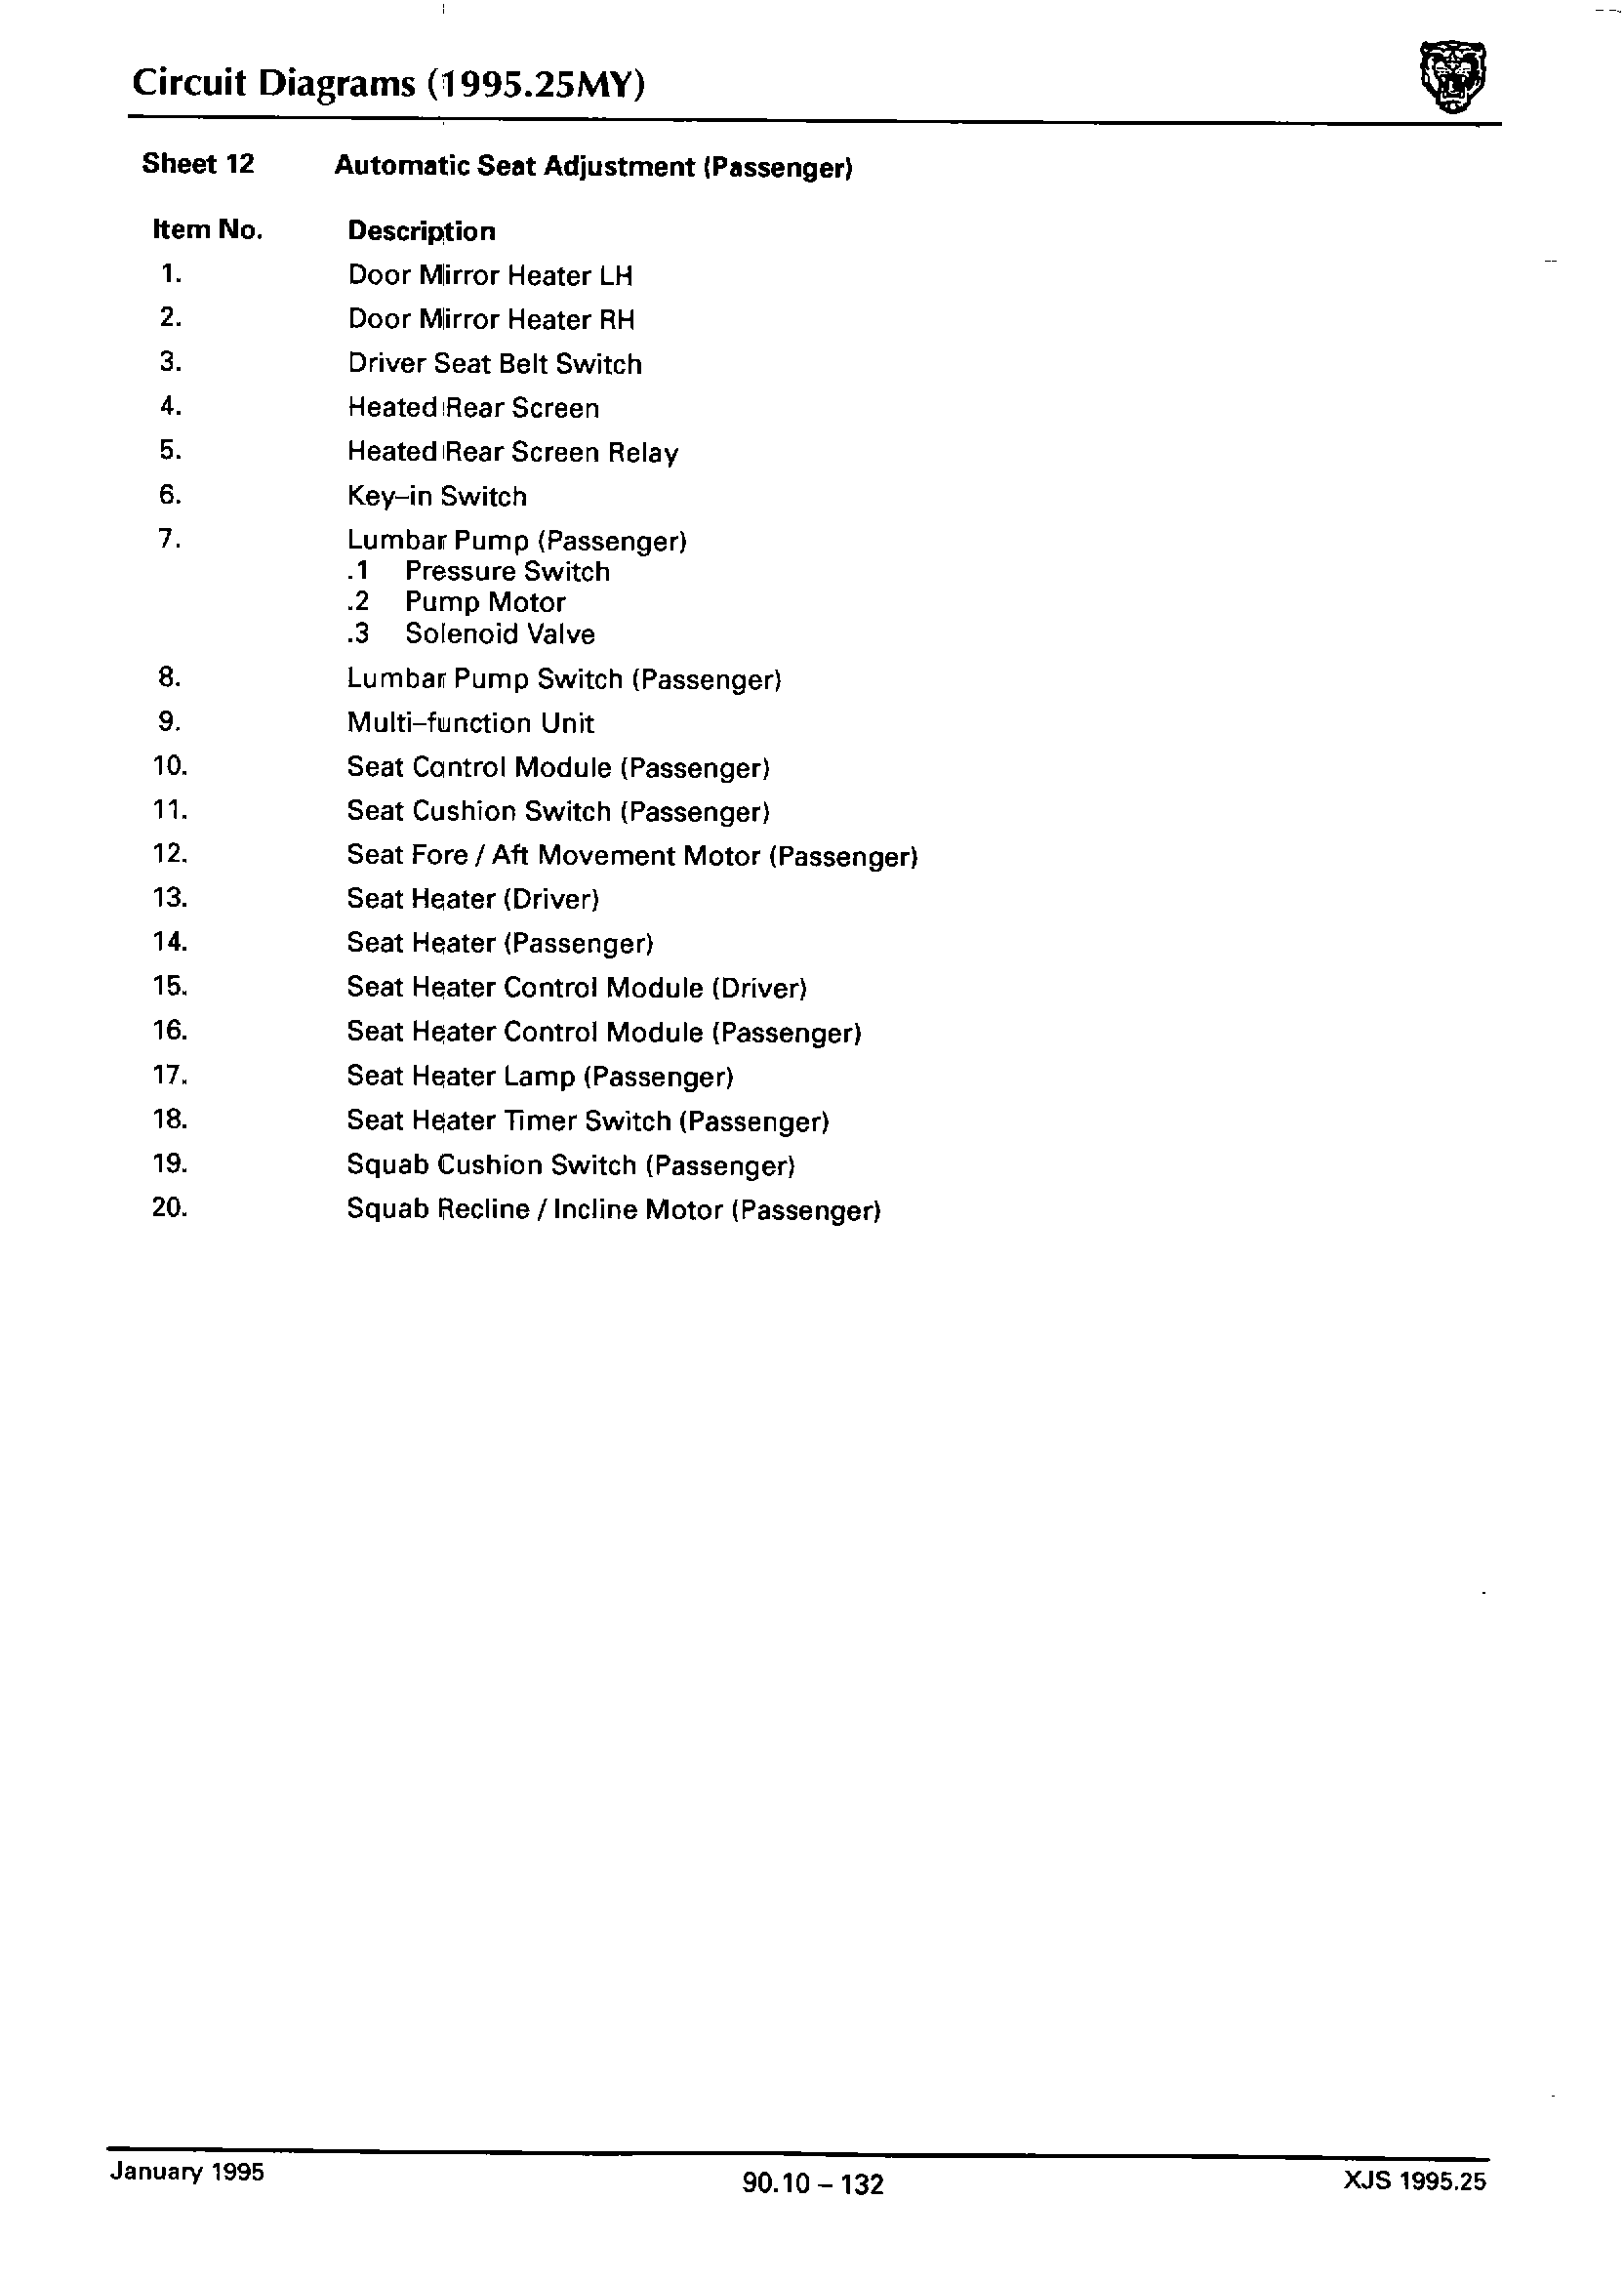 Circuit Diagrams (1995.25MY)
Sheet 12 Automatic Seat Adjustment (Passenger)
Item No. Description
1. Door Mirror Heater LH
2. Door Mirror Heater RH
3. Driver Seat Belt Switch
4. Heated Rear Screen
5. Heated Rear Screen Relay
6. Key–in Switch
7. Lumbar Pump (Passenger)
.1 Pressure Switch
.2 Pump Motor
.3 Solenoid Valve
8. Lumbar Pump Switch (Passenger)
9. Multi–function Unit
10. Seat Control Module (Passenger)
11. Seat Cushion Switch (Passenger)
12. Seat Fore / Aft Movement Motor (Passenger)
13. Seat Heater (Driver)
14. Seat Heater (Passenger)
15. Seat Heater Control Module (Driver)
16. Seat Heater Control Module (Passenger)
17. Seat Heater Lamp (Passenger)
18. Seat Heater Timer Switch (Passenger)
19. Squab Cushion Switch (Passenger)
20. Squab Recline / Incline Motor (Passenger)
January 1995 90.10 – 132 XJS 1995.25